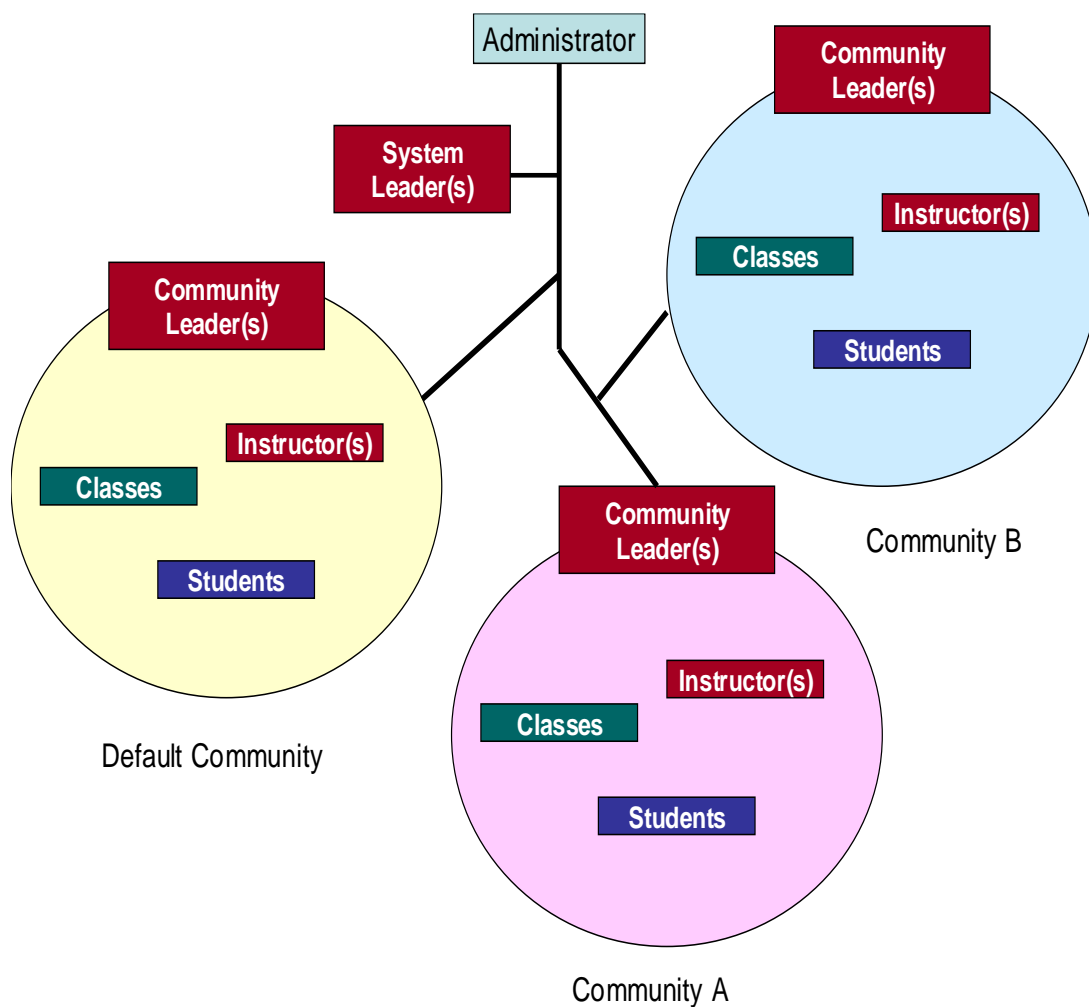 Administrator
Community
Leader(s)
System
Leader(s)
Instructor(s)
Classes
Students
Community B
Community
Leader(s)
Instructor(s)
Classes
Students
Default Community
Community
Leader(s)
Instructor(s)
Classes
Students
Community A